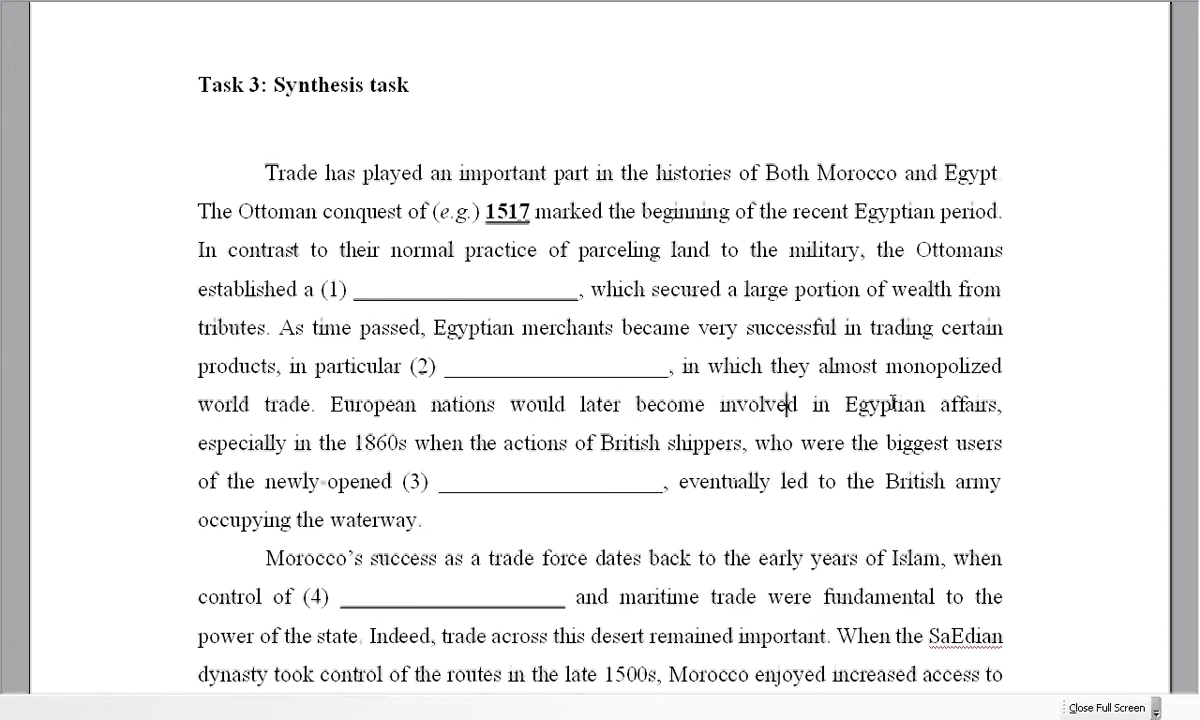 Task 3: Synthesis task
Trade has played an important part in the histories of Both Morocco and Egypt.
The Ottoman conquest of (e.g.) 1517 marked the beginning of the recent Egyptian period.
In contrast to their normal practice of parceling land to the military, the Ottomans
established a (1) ____________________, which secured a large portion of wealth from
tributes. As time passed, Egyptian merchants became very successful in trading certain
products, in particular (2) ____________________, in which they almost monopolized
world trade. European nations would later become involved in Egyptian affairs,
especially in the 1860s when the actions of British shippers, who were the biggest users
of the newly-opened (3) ____________________, eventually led to the British army
occupying the waterway.
Morocco’s success as a trade force dates back to the early years of Islam, when
control of (4) ____________________ and maritime trade were fundamental to the
power of the state. Indeed, trade across this desert remained important. When the SaEdian
dynasty took control of the routes in the late 1500s, Morocco enjoyed increased access to
Close Full Screen